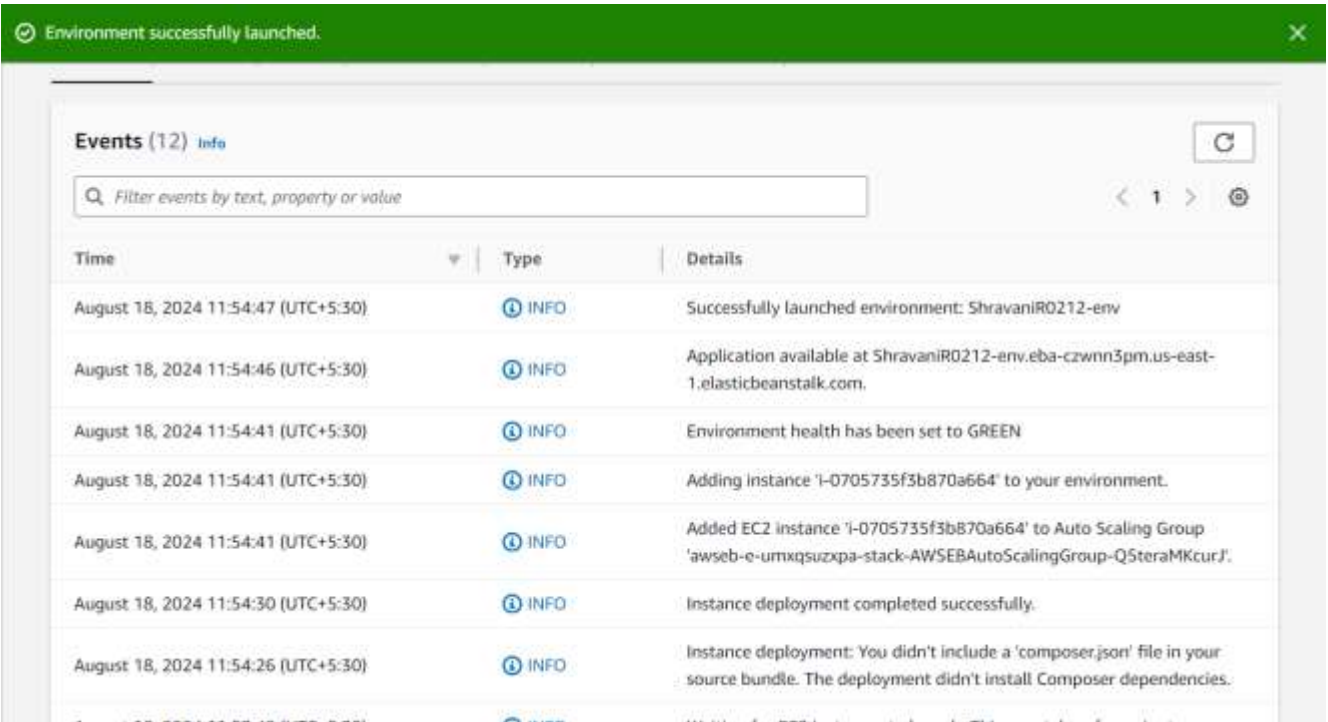 Environment successfully launched.
Events (12) Info
Filter events by text, property or value
1
Time Type Details
August 18, 2024 11:54:47 (UTC+5:30) INFO Successfully launched environment: ShravaniR0212-env
August 18, 2024 11:54:46 (UTC+5:30) INFO Application available at ShravaniR0212-env.eba-czwnn3pm.us-east-
1.elasticbeanstalk.com.
August 18, 2024 11:54:41 (UTC+5:30) INFO Environment health has been set to GREEN
August 18, 2024 11:54:41 (UTC+5:30) INFO Adding instance 'i-0705735f3b870a664' to your environment.
August 18, 2024 11:54:41 (UTC+5:30) INFO Added EC2 instance 'i-0705735f3b870a664' to Auto Scaling Group
'awseb-e-umxqsuzxpa-stack-AWSEBAutoScalingGroup-Q5teraMKcurJ'.
August 18, 2024 11:54:30 (UTC+5:30) INFO Instance deployment completed successfully.
August 18, 2024 11:54:26 (UTC+5:30) INFO Instance deployment: You didn't include a 'composer.json' file in your
source bundle. The deployment didn't install Composer dependencies.